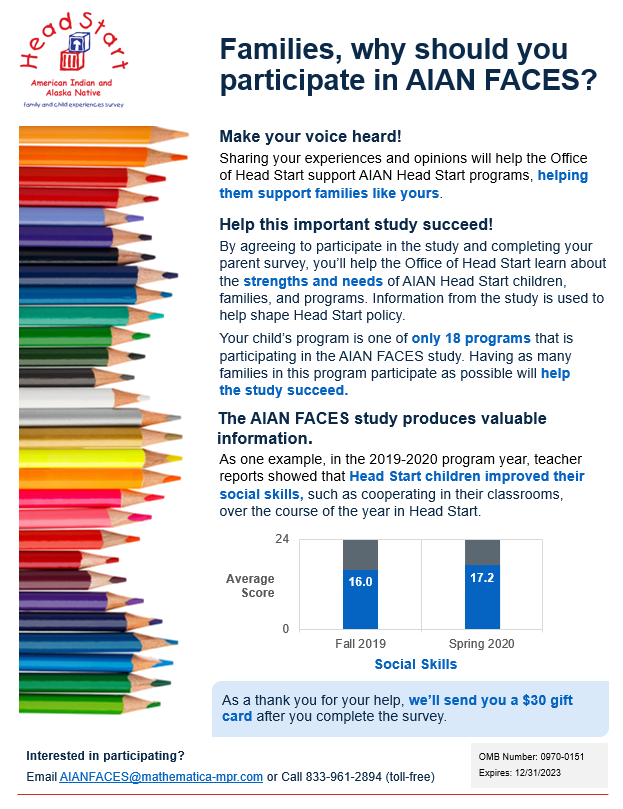 Head Start
American Indian and
Alaska Native
family and child experiences survey
Families, why should you
participate in AIAN FACES?
Make your voice heard!
Sharing your experiences and opinions will help the Office
of Head Start support AIAN Head Start programs, helping
them support families like yours.
Help this important study succeed!
By agreeing to participate in the study and completing your
parent survey, you’ll help the Office of Head Start learn about
the strengths and needs of AIAN Head Start children,
families, and programs. Information from the study is used to
help shape Head Start policy.
Your child’s program is one of only 18 programs that is
participating in the AIAN FACES study. Having as many
families in this program participate as possible will help
the study succeed.
The AIAN FACES study produces valuable
information.
As one example, in the 2019-2020 program year, teacher
reports showed that Head Start children improved their
social skills, such as cooperating in their classrooms,
over the course of the year in Head Start.
24
Average
Score
16.0
17.2
0
Fall 2019
Spring 2020
Social Skills
As a thank you for your help, we’ll send you a $30 gift
card after you complete the survey.
Interested in participating?
Email AIANFACES@mathematica-mpr.com or Call 833-961-2894 (toll-free)
OMB Number: 0970-0151
Expires: 12/31/2023